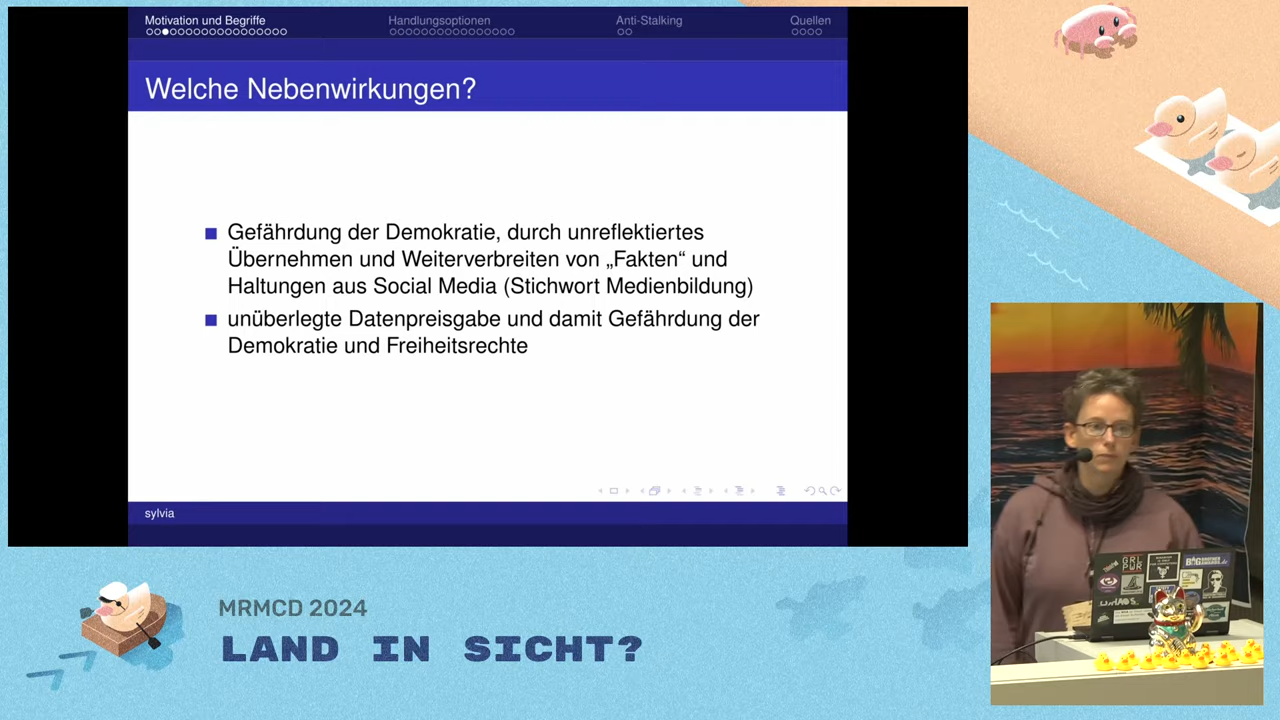 Motivation und Begriffe
Handlungsoptionen
Anti-Stalking
Quellen
Welche Nebenwirkungen?
Gefährdung der Demokratie, durch unreflektiertes
Übernehmen und Weiterverbreiten von „Fakten“ und
Haltungen aus Social Media (Stichwort Medienbildung)
unüberlegte Datenpreisgabe und damit Gefährdung der
Demokratie und Freiheitsrechte
sylvia
GRL
PWR
MRMCD 2024
LAND IN SICHT?